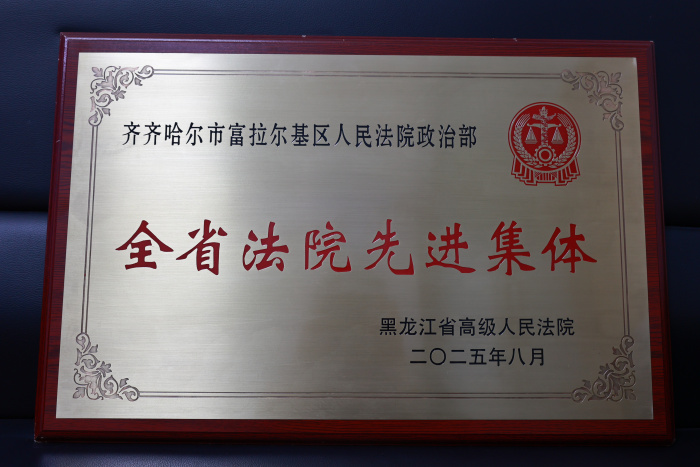 齐齐哈尔市富拉尔基区人民法院政治部
全省法院先进集体
黑龙江省高级人民法院
二〇二五年八月